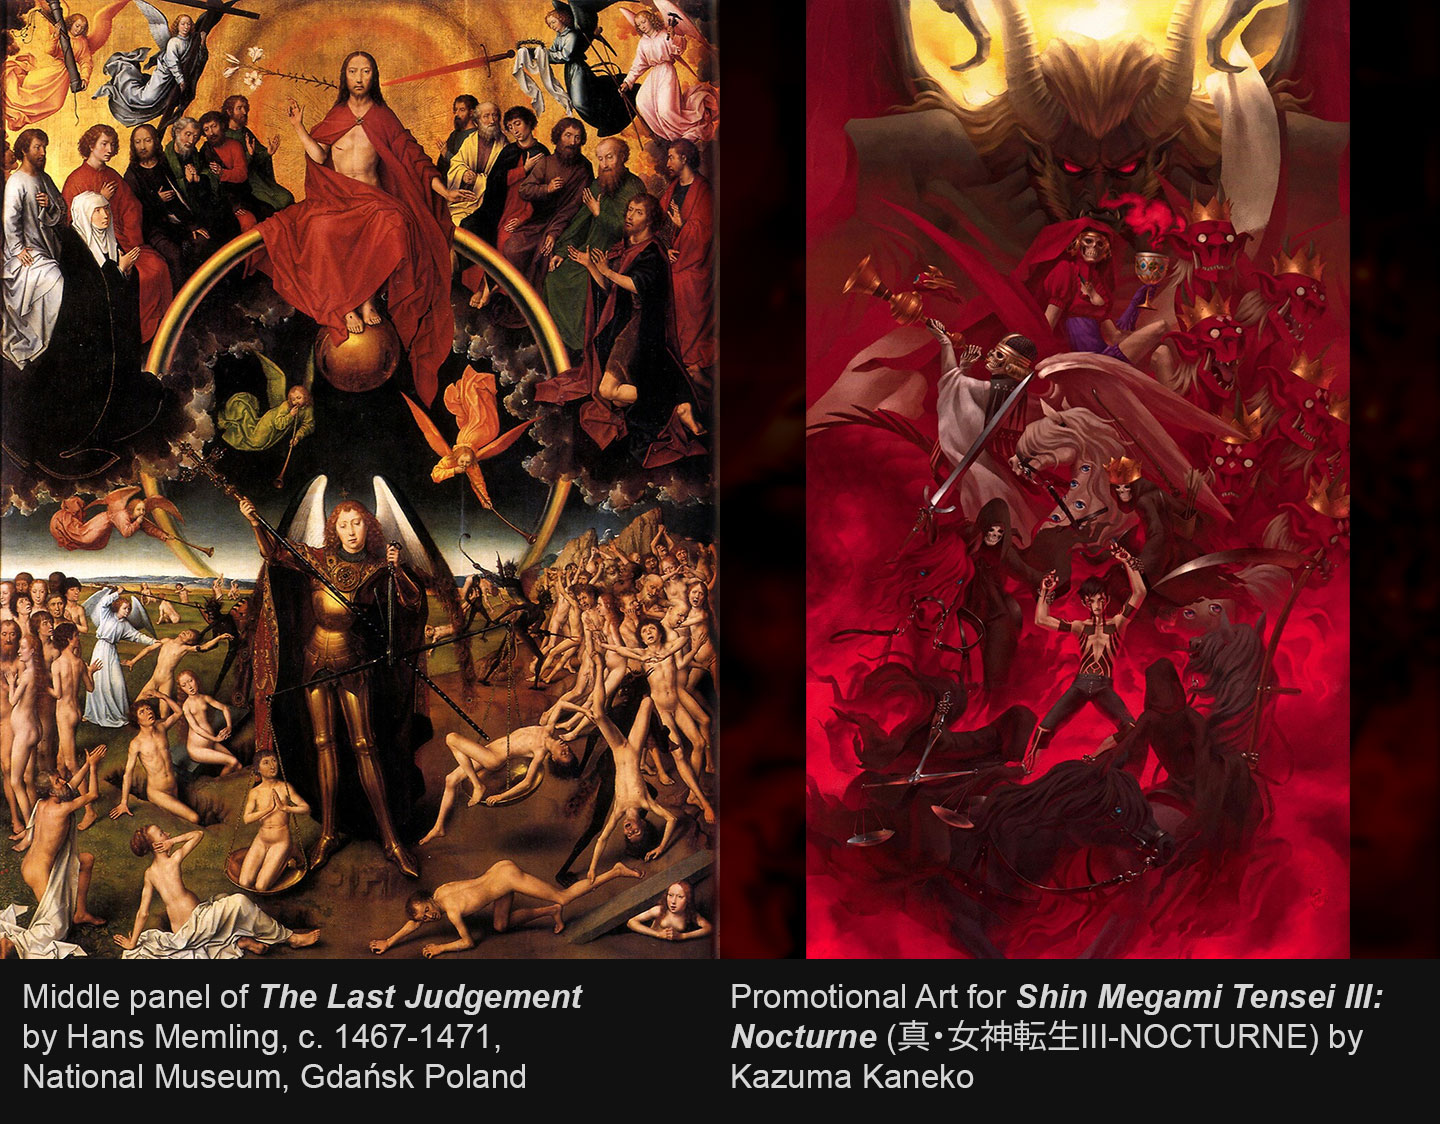 Middle panel of The Last Judgement
by Hans Memling, c. 1467-1471,
National Museum, Gdańsk Poland
Promotional Art for Shin Megami Tensei III:
Nocturne (真・女神転生III-NOCTURNE) by
Kazuma Kaneko